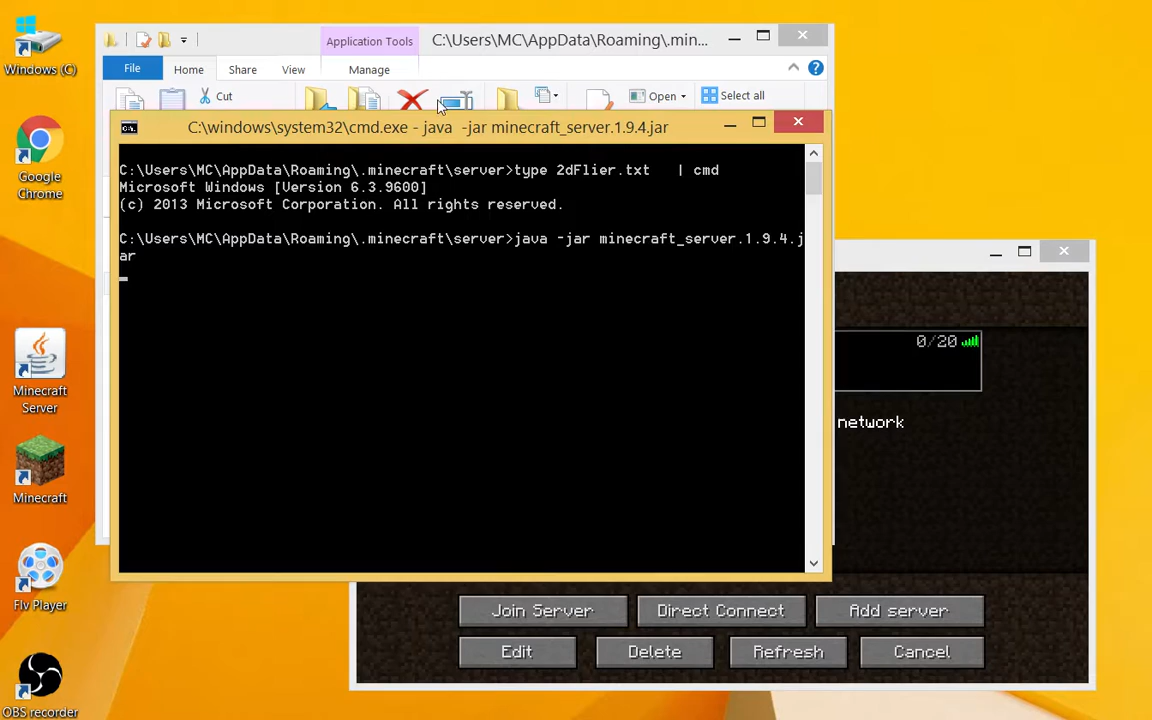 Windows (C)
Google
Chrome
Minecraft
Server
Minecraft
Flv Player
OBS recorder
Application Tools
C:\Users\MC\AppData\Roaming\.min...
File
Home
Share
View
Manage
Cut
Open
Select all
C:\windows\system32\cmd.exe - java  -jar minecraft_server.1.9.4.jar
C:\Users\MC\AppData\Roaming\.minecraft\server>type 2dFlier.txt   | cmd
Microsoft Windows [Version 6.3.9600]
(c) 2013 Microsoft Corporation. All rights reserved.
C:\Users\MC\AppData\Roaming\.minecraft\server>java -jar minecraft_server.1.9.4.j
ar
0/20
network
Join Server
Direct Connect
Add server
Edit
Delete
Refresh
Cancel